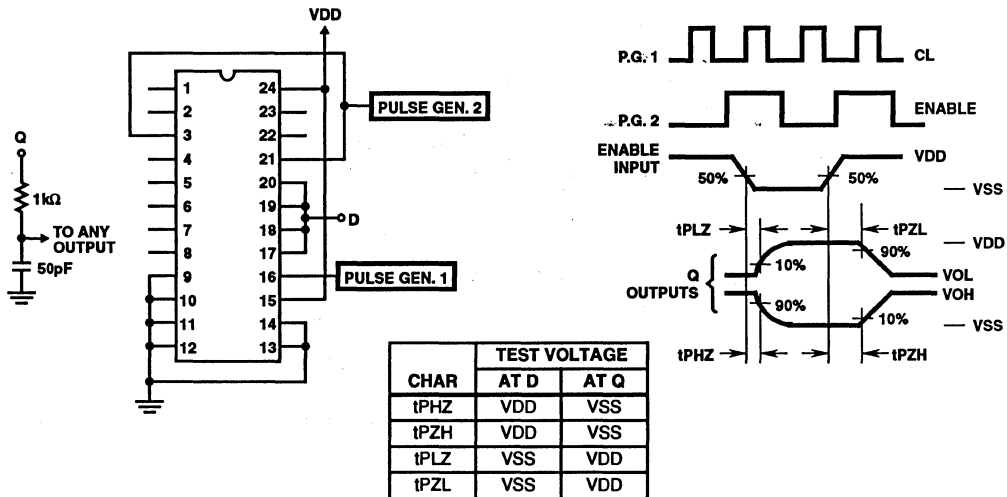 VDD
1 24
2 23
3 22
4 21
5 20
6 19
7 18
8 17
9 16
10 15
11 14
12 13
PULSE GEN. 2
D
PULSE GEN. 1
Q
1kΩ
TO ANY
OUTPUT
50pF
P.G. 1
CL
P.G. 2
ENABLE
ENABLE
INPUT
VDD
50%
50%
VSS
tPLZ
tPZL
VDD
10%
90%
Q
OUTPUTS
VOL
VOH
90%
10%
VSS
tPHZ
tPZH
TEST VOLTAGE
CHAR AT D AT Q
tPHZ VDD VSS
tPZH VDD VSS
tPLZ VSS VDD
tPZL VSS VDD